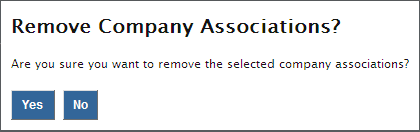 Remove Company Associations?
Are you sure you want to remove the selected company associations?
Yes No